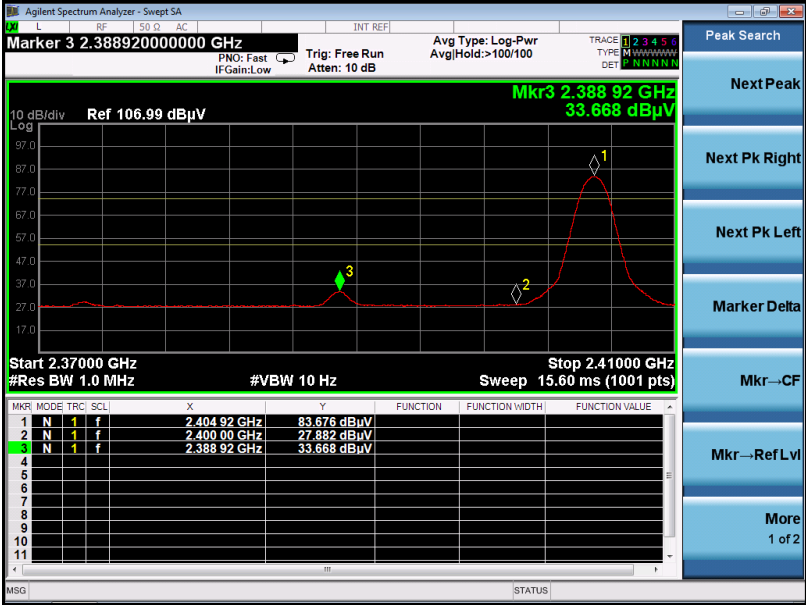 Agilent Spectrum Analyzer - Swept SA
LXI L RF 50 Ω AC INT REF
Marker 3 2.388920000000 GHz
PNO: Fast
IFGain:Low
Trig: Free Run
Atten: 10 dB
Avg Type: Log-Pwr
Avg|Hold:>100/100
TRACE 1 2 3 4 5 6
TYPE M WWWWW
DET P N N N N N
Mkr3 2.388 92 GHz
33.668 dBµV
10 dB/div Ref 106.99 dBµV
Log
97.0
87.0
77.0
67.0
57.0
47.0
37.0
27.0
17.0
1
2
3
Start 2.37000 GHz
Stop 2.41000 GHz
#Res BW 1.0 MHz
#VBW 10 Hz
Sweep 15.60 ms (1001 pts)
MKR MODE TRC SCL X Y FUNCTION FUNCTION WIDTH FUNCTION VALUE
1 N 1 f 2.404 92 GHz 83.676 dBµV
2 N 1 f 2.400 00 GHz 27.882 dBµV
3 N 1 f 2.388 92 GHz 33.668 dBµV
4
5
6
7
8
9
10
11
MSG
STATUS
Peak Search
Next Peak
Next Pk Right
Next Pk Left
Marker Delta
Mkr→CF
Mkr→Ref Lvl
More
1 of 2